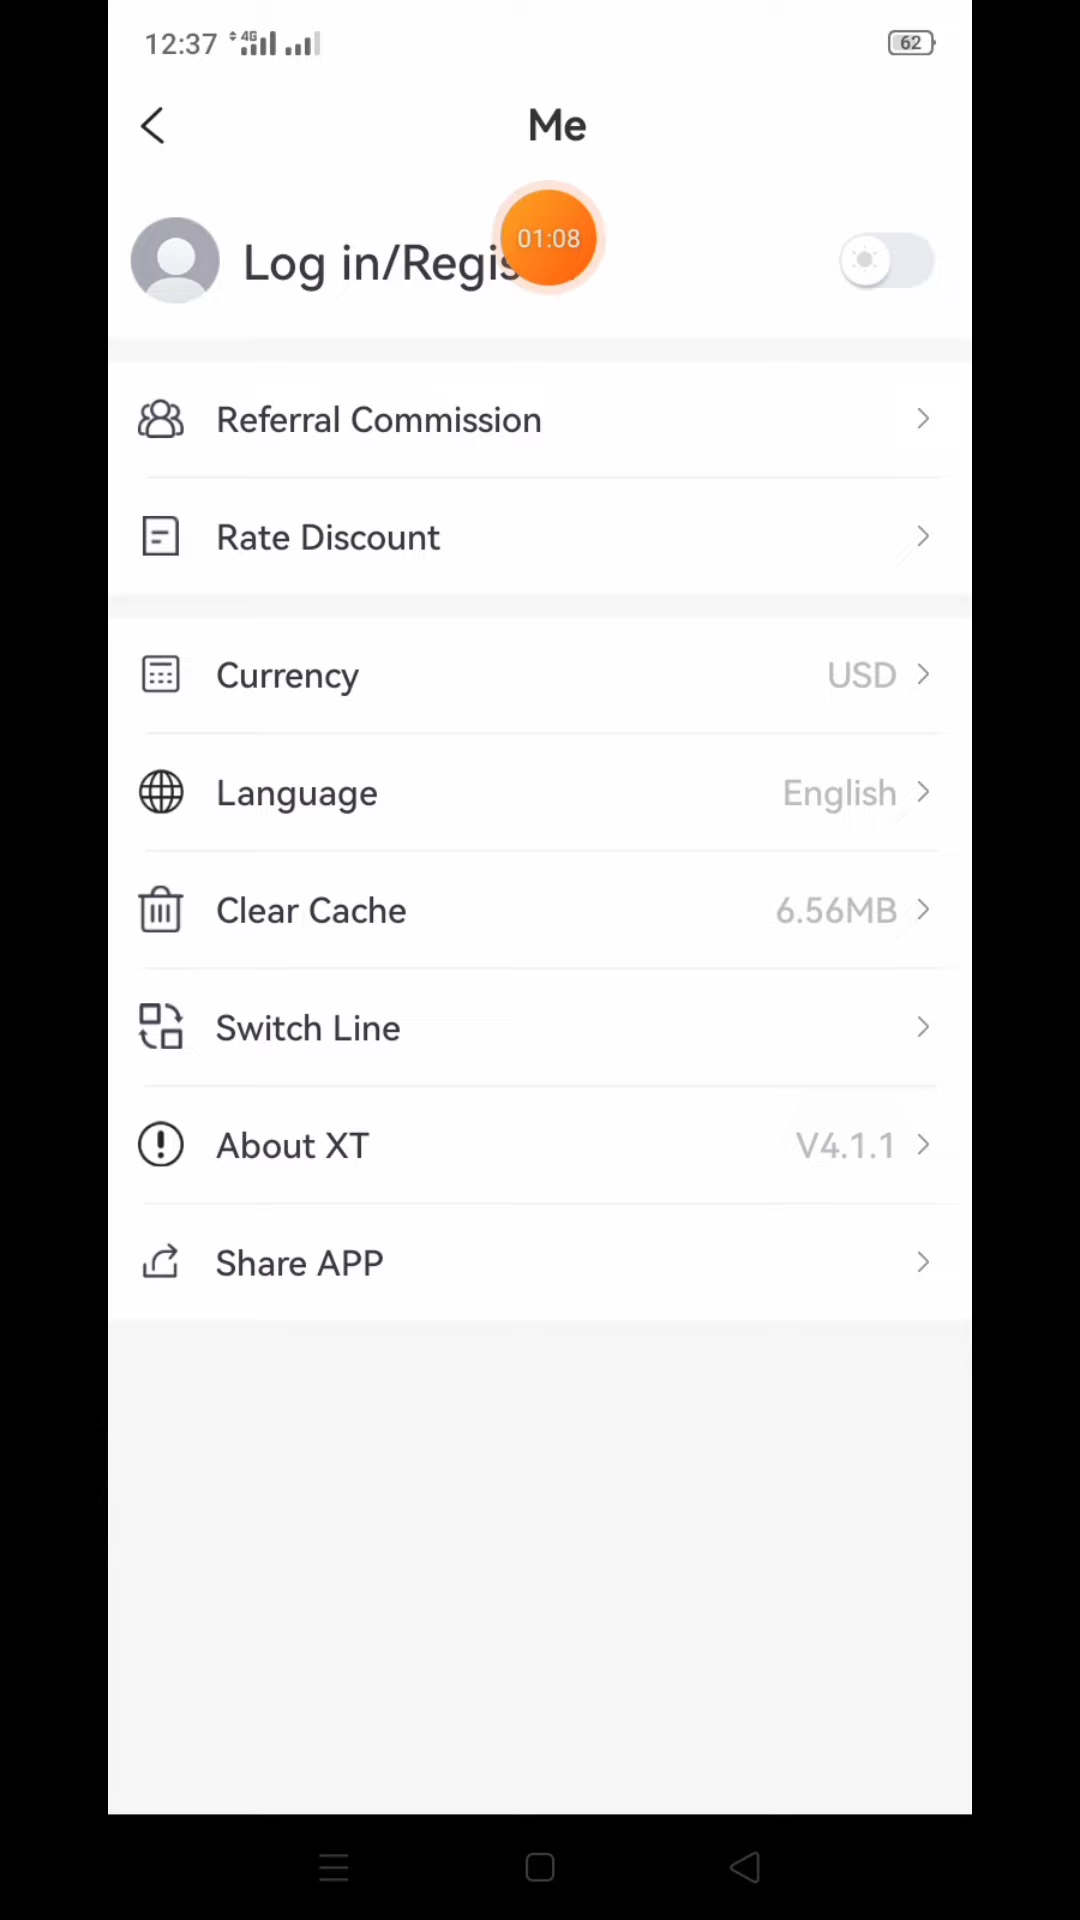 12:37 4G 62
Me
Log in/Regis
01:08
Referral Commission
Rate Discount
Currency USD
Language English
Clear Cache 6.56MB
Switch Line
About XT V4.1.1
Share APP